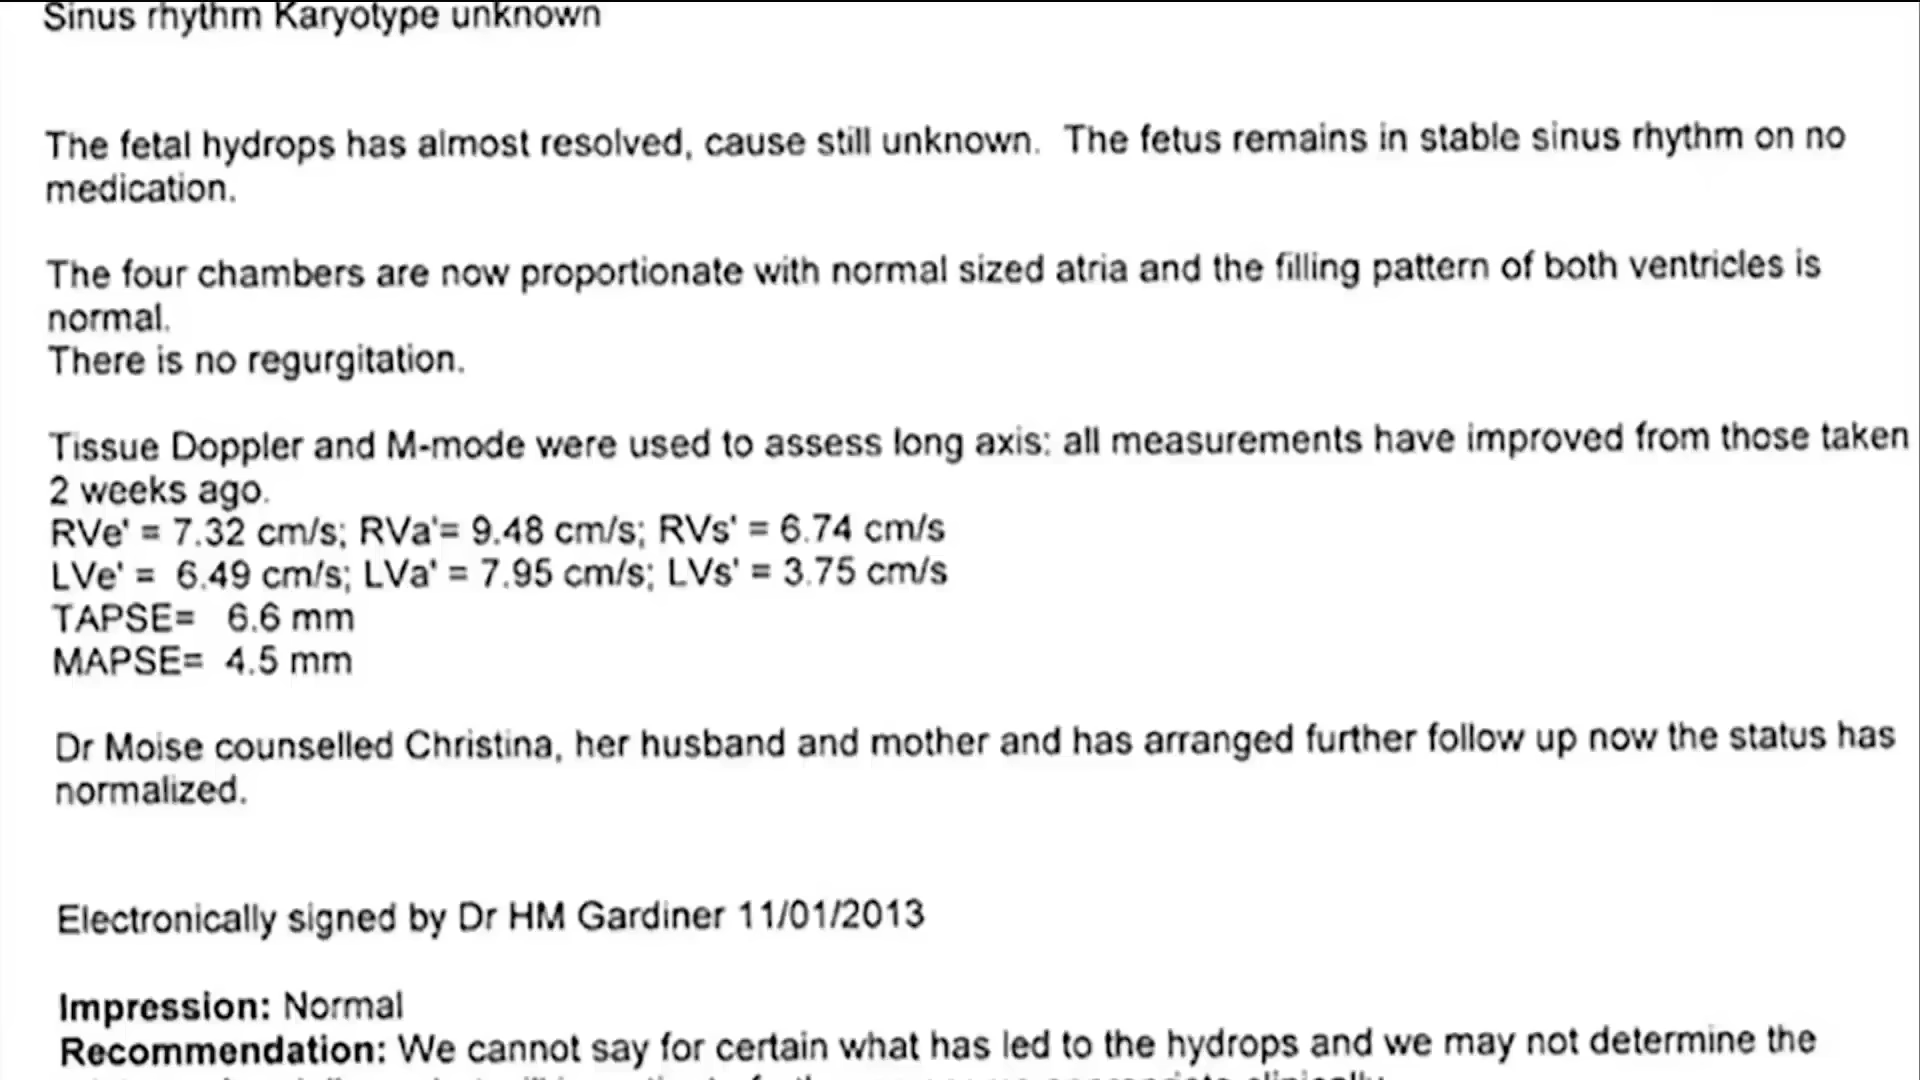 Sinus rhythm Karyotype unknown
The fetal hydrops has almost resolved, cause still unknown. The fetus remains in stable sinus rhythm on no
medication.
The four chambers are now proportionate with normal sized atria and the filling pattern of both ventricles is
normal.
There is no regurgitation.
Tissue Doppler and M-mode were used to assess long axis: all measurements have improved from those taken
2 weeks ago.
RVe' = 7.32 cm/s; RVa'= 9.48 cm/s; RVs' = 6.74 cm/s
LVe' = 6.49 cm/s; LVa' = 7.95 cm/s; LVs' = 3.75 cm/s
TAPSE= 6.6 mm
MAPSE= 4.5 mm
Dr Moise counselled Christina, her husband and mother and has arranged further follow up now the status has
normalized.
Electronically signed by Dr HM Gardiner 11/01/2013
Impression: Normal
Recommendation: We cannot say for certain what has led to the hydrops and we may not determine the